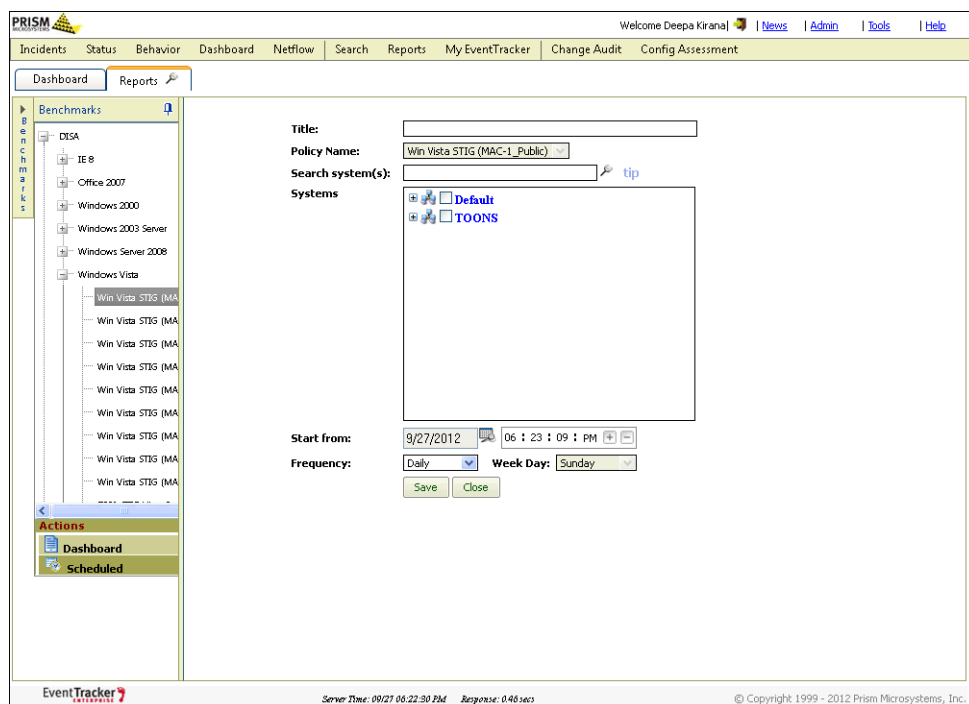 PRISM
MICROSYSTEMS
Welcome Deepa Kirana| | News | Admin | Tools | Help
Incidents Status Behavior Dashboard Netflow Search Reports My EventTracker Change Audit Config Assessment
Dashboard Reports
Benchmarks
Benchmarks
DISA
IE 8
Office 2007
Windows 2000
Windows 2003 Server
Windows Server 2008
Windows Vista
Win Vista STIG (MA
Win Vista STIG (MA
Win Vista STIG (MA
Win Vista STIG (MA
Win Vista STIG (MA
Win Vista STIG (MA
Win Vista STIG (MA
Win Vista STIG (MA
Win Vista STIG (MA
Actions
Dashboard
Scheduled
Title:
Policy Name: Win Vista STIG (MAC-1_Public)
Search system(s): tip
Systems
Default
TOONS
Start from: 9/27/2012 06 : 23 : 09 : PM
Frequency: Daily Week Day: Sunday
Save Close
EventTracker
ENTERPRISE
Server Time: 09/27 06:22:30 PM Response: 0.46 secs
© Copyright 1999 - 2012 Prism Microsystems, Inc.